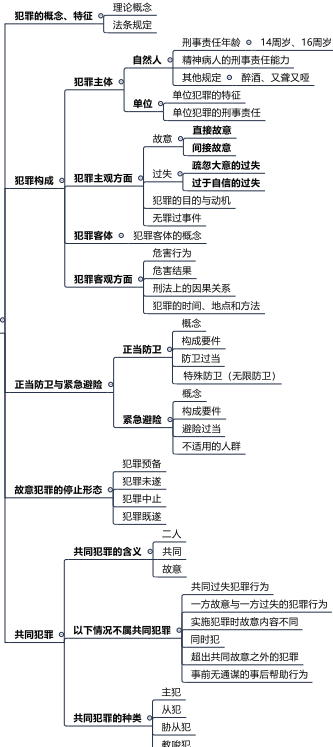 犯罪的概念、特征
理论概念
法条规定
犯罪构成
犯罪主体
自然人
刑事责任年龄
14周岁、16周岁
精神病人的刑事责任能力
其他规定
醉酒、又聋又哑
单位
单位犯罪的特征
单位犯罪的刑事责任
犯罪主观方面
故意
直接故意
间接故意
过失
疏忽大意的过失
过于自信的过失
犯罪的目的与动机
无罪过事件
犯罪客体
犯罪客体的概念
犯罪客观方面
危害行为
危害结果
刑法上的因果关系
犯罪的时间、地点和方法
正当防卫与紧急避险
正当防卫
概念
构成要件
防卫过当
特殊防卫（无限防卫）
紧急避险
概念
构成要件
避险过当
不适用的人群
故意犯罪的停止形态
犯罪预备
犯罪未遂
犯罪中止
犯罪既遂
共同犯罪
共同犯罪的含义
二人
共同
故意
以下情况不属共同犯罪
共同过失犯罪行为
一方故意与一方过失的犯罪行为
实施犯罪时故意内容不同
同时犯
超出共同故意之外的犯罪
事前无通谋的事后帮助行为
共同犯罪的种类
主犯
从犯
胁从犯
教唆犯